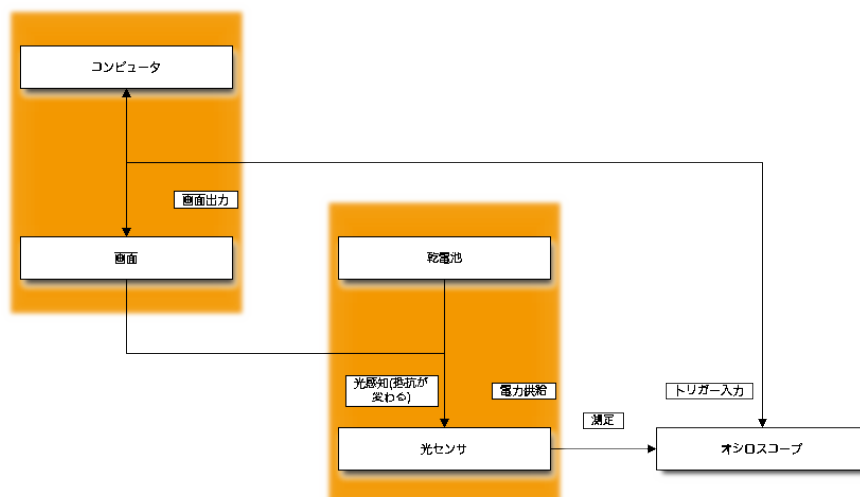 コンピュータ
画面出力
画面
乾電池
光感知(抵抗が
変わる)
電力供給
トリガー入力
測定
光センサ
オシロスコープ